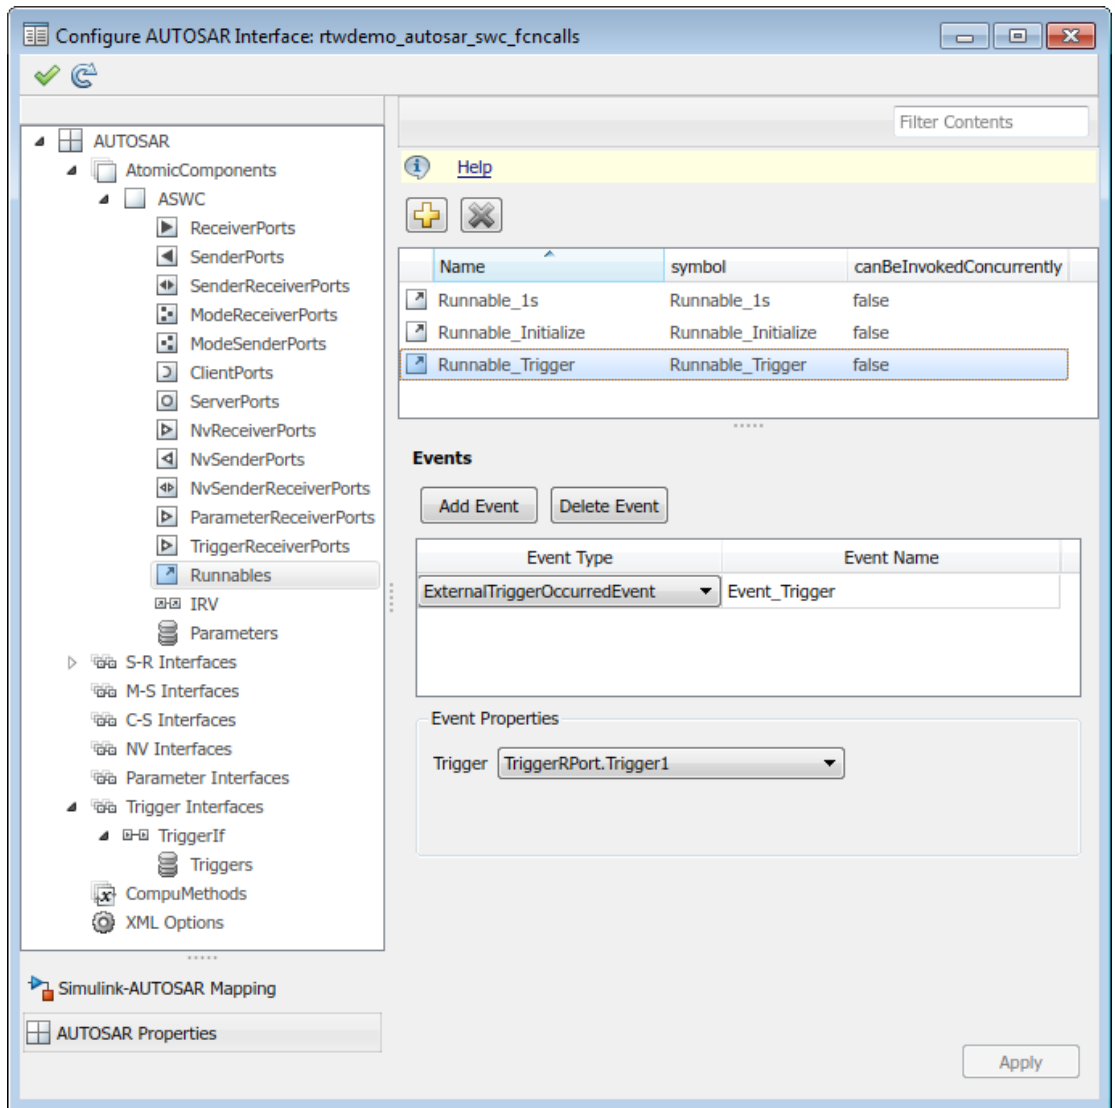 Configure AUTOSAR Interface: rtwdemo_autosar_swc_fcncalls
Filter Contents
AUTOSAR
AtomicComponents
ASWC
ReceiverPorts
SenderPorts
SenderReceiverPorts
ModeReceiverPorts
ModeSenderPorts
ClientPorts
ServerPorts
NvReceiverPorts
NvSenderPorts
NvSenderReceiverPorts
ParameterReceiverPorts
TriggerReceiverPorts
Runnables
IRV
Parameters
S-R Interfaces
M-S Interfaces
C-S Interfaces
NV Interfaces
Parameter Interfaces
Trigger Interfaces
TriggerIf
Triggers
CompuMethods
XML Options
Simulink-AUTOSAR Mapping
AUTOSAR Properties
Help
Name symbol canBeInvokedConcurrently
Runnable_1s Runnable_1s false
Runnable_Initialize Runnable_Initialize false
Runnable_Trigger Runnable_Trigger false
Events
Add Event Delete Event
Event Type Event Name
ExternalTriggerOccurredEvent Event_Trigger
Event Properties
Trigger TriggerRPort.Trigger1
Apply